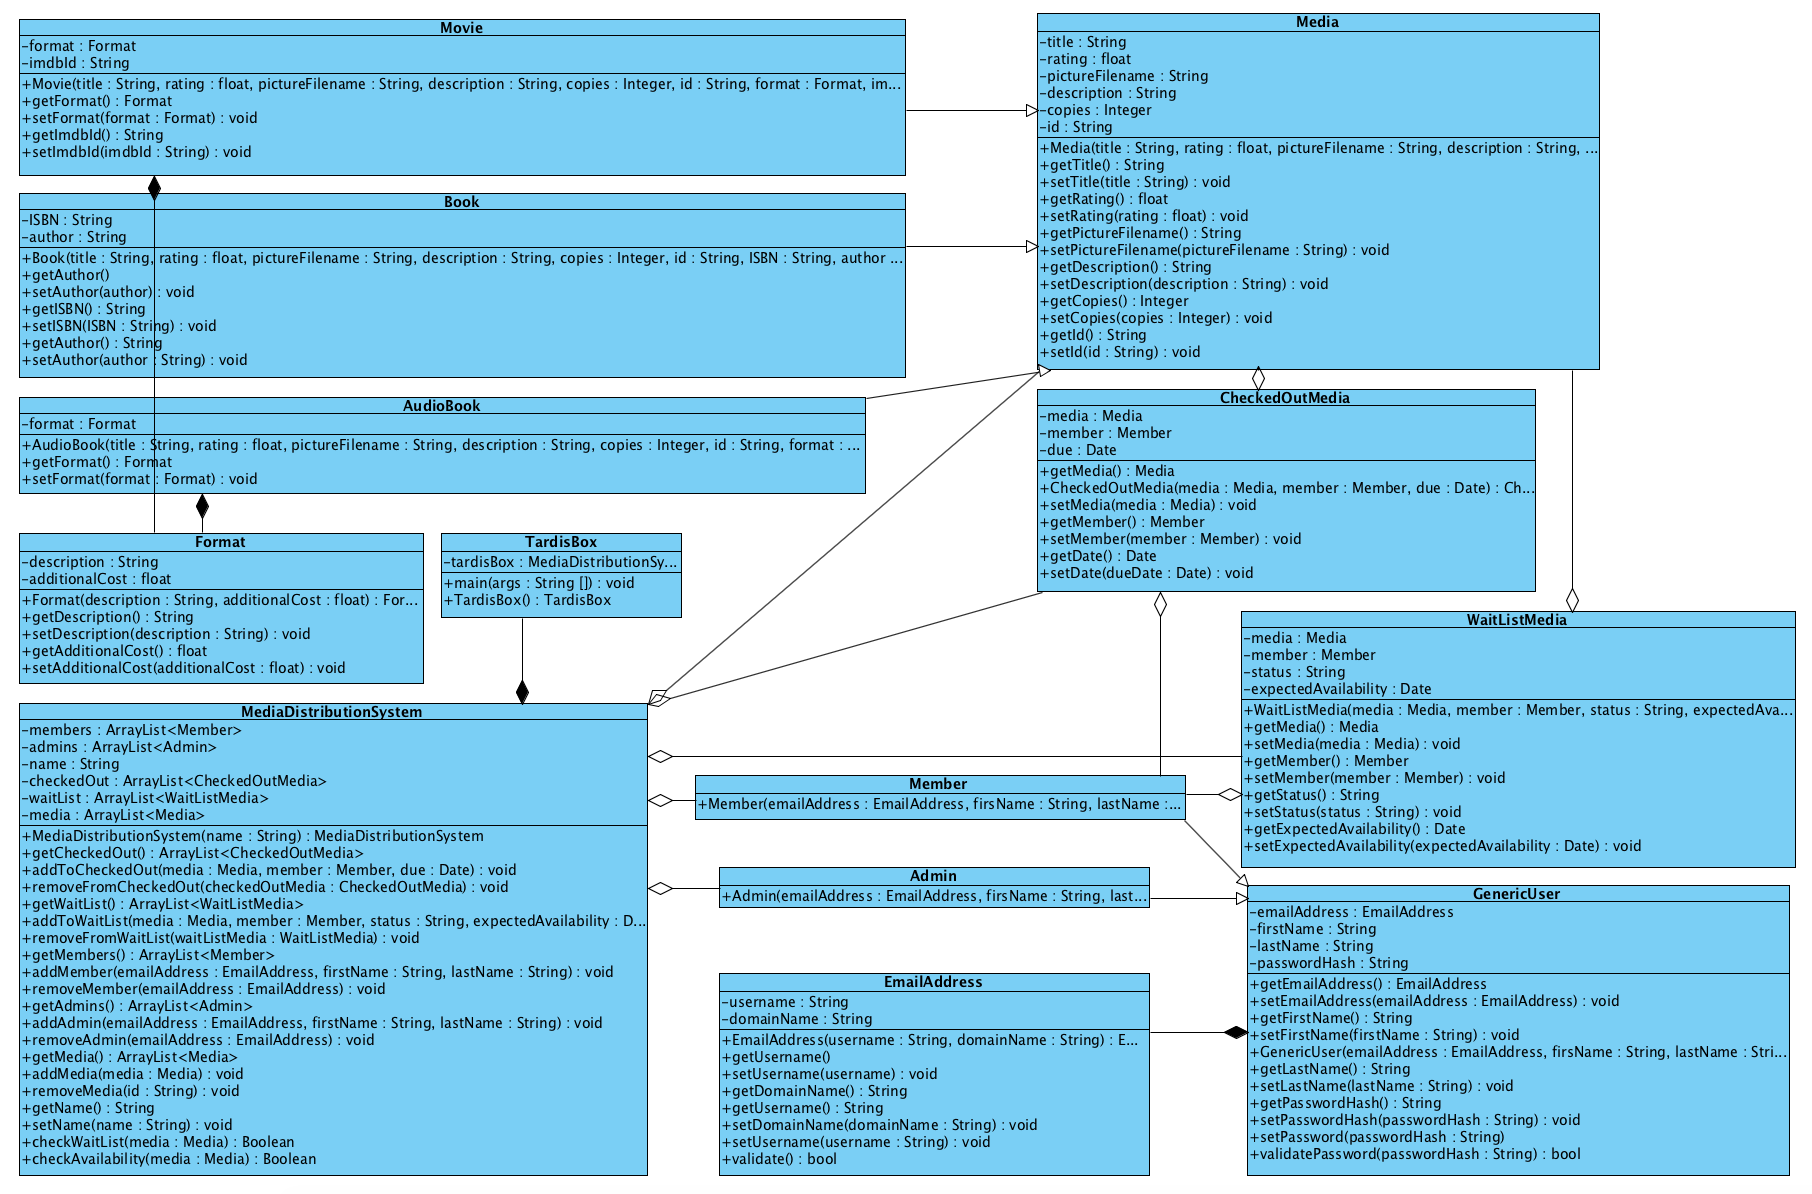 Movie
-format : Format
-imdbId : String
+Movie(title : String, rating : float, pictureFilename : String, description : String, copies : Integer, id : String, format : Format, im...
+getFormat() : Format
+setFormat(format : Format) : void
+getImdbId() : String
+setImdbId(imdbId : String) : void
Media
-title : String
-rating : float
-pictureFilename : String
-description : String
-copies : Integer
-id : String
+Media(title : String, rating : float, pictureFilename : String, description : String, ...
+getTitle() : String
+setTitle(title : String) : void
+getRating() : float
+setRating(rating : float) : void
+getPictureFilename() : String
+setPictureFilename(pictureFilename : String) : void
+getDescription() : String
+setDescription(description : String) : void
+getCopies() : Integer
+setCopies(copies : Integer) : void
+getId() : String
+setId(id : String) : void
Book
-ISBN : String
-author : String
+Book(title : String, rating : float, pictureFilename : String, description : String, copies : Integer, id : String, ISBN : String, author ...
+getAuthor()
+setAuthor(author) : void
+getISBN() : String
+setISBN(ISBN : String) : void
+getAuthor() : String
+setAuthor(author : String) : void
AudioBook
-format : Format
+AudioBook(title : String, rating : float, pictureFilename : String, description : String, copies : Integer, id : String, format : ...
+getFormat() : Format
+setFormat(format : Format) : void
CheckedOutMedia
-media : Media
-member : Member
-due : Date
+getMedia() : Media
+CheckedOutMedia(media : Media, member : Member, due : Date) : Ch...
+setMedia(media : Media) : void
+getMember() : Member
+setMember(member : Member) : void
+getDate() : Date
+setDate(dueDate : Date) : void
Format
-description : String
-additionalCost : float
+Format(description : String, additionalCost : float) : For...
+getDescription() : String
+setDescription(description : String) : void
+getAdditionalCost() : float
+setAdditionalCost(additionalCost : float) : void
TardisBox
-tardisBox : MediaDistributionSy...
+main(args : String []) : void
+TardisBox() : TardisBox
WaitListMedia
-media : Media
-member : Member
-status : String
-expectedAvailability : Date
+WaitListMedia(media : Media, member : Member, status : String, expectedAva...
+getMedia() : Media
+setMedia(media : Media) : void
+getMember() : Member
+setMember(member : Member) : void
+getStatus() : String
+setStatus(status : String) : void
+getExpectedAvailability() : Date
+setExpectedAvailability(expectedAvailability : Date) : void
MediaDistributionSystem
-members : ArrayList<Member>
-admins : ArrayList<Admin>
-name : String
-checkedOut : ArrayList<CheckedOutMedia>
-waitList : ArrayList<WaitListMedia>
-media : ArrayList<Media>
+MediaDistributionSystem(name : String) : MediaDistributionSystem
+getCheckedOut() : ArrayList<CheckedOutMedia>
+addToCheckedOut(media : Media, member : Member, due : Date) : void
+removeFromCheckedOut(checkedOutMedia : CheckedOutMedia) : void
+getWaitList() : ArrayList<WaitListMedia>
+addToWaitList(media : Media, member : Member, status : String, expectedAvailability : D...
+removeFromWaitList(waitListMedia : WaitListMedia) : void
+getMembers() : ArrayList<Member>
+addMember(emailAddress : EmailAddress, firstName : String, lastName : String) : void
+removeMember(emailAddress : EmailAddress) : void
+getAdmins() : ArrayList<Admin>
+addAdmin(emailAddress : EmailAddress, firstName : String, lastName : String) : void
+removeAdmin(emailAddress : EmailAddress) : void
+getMedia() : ArrayList<Media>
+addMedia(media : Media) : void
+removeMedia(id : String) : void
+getName() : String
+setName(name : String) : void
+checkWaitList(media : Media) : Boolean
+checkAvailability(media : Media) : Boolean
Member
+Member(emailAddress : EmailAddress, firsName : String, lastName :...
Admin
+Admin(emailAddress : EmailAddress, firsName : String, last...
EmailAddress
-username : String
-domainName : String
+EmailAddress(username : String, domainName : String) : E...
+getUsername()
+setUsername(username) : void
+getDomainName() : String
+getUsername() : String
+setDomainName(domainName : String) : void
+setUsername(username : String) : void
+validate() : bool
GenericUser
-emailAddress : EmailAddress
-firstName : String
-lastName : String
-passwordHash : String
+getEmailAddress() : EmailAddress
+setEmailAddress(emailAddress : EmailAddress) : void
+getFirstName() : String
+setFirstName(firstName : String) : void
+GenericUser(emailAddress : EmailAddress, firsName : String, lastName : Stri...
+getLastName() : String
+setLastName(lastName : String) : void
+getPasswordHash() : String
+setPasswordHash(passwordHash : String) : void
+setPassword(passwordHash : String)
+validatePassword(passwordHash : String) : bool